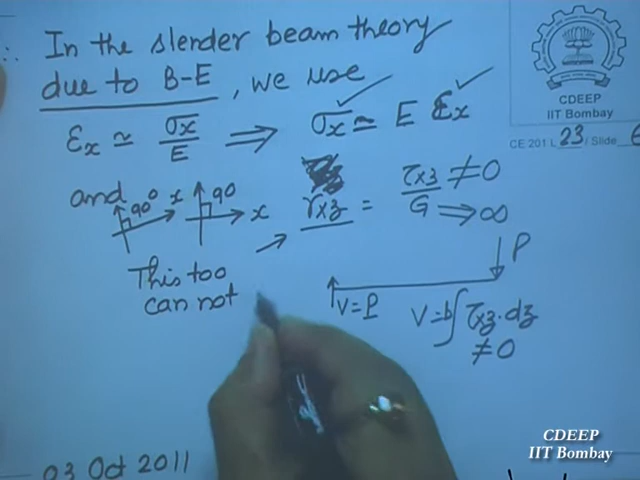 ∴ In the slender beam theory
due to B-E, we use
εx ≃ σx/E ⟹ σx ≃ E εx
and 90° x 90 x γxz = τxz/G ≠0 ⟹ ∞
This too
can not
P
V=P V=b∫τxz.dz
≠0
03 Oct 2011
CDEEP
IIT Bombay
CE 201 L 23 / Slide 6
CDEEP
IIT Bombay